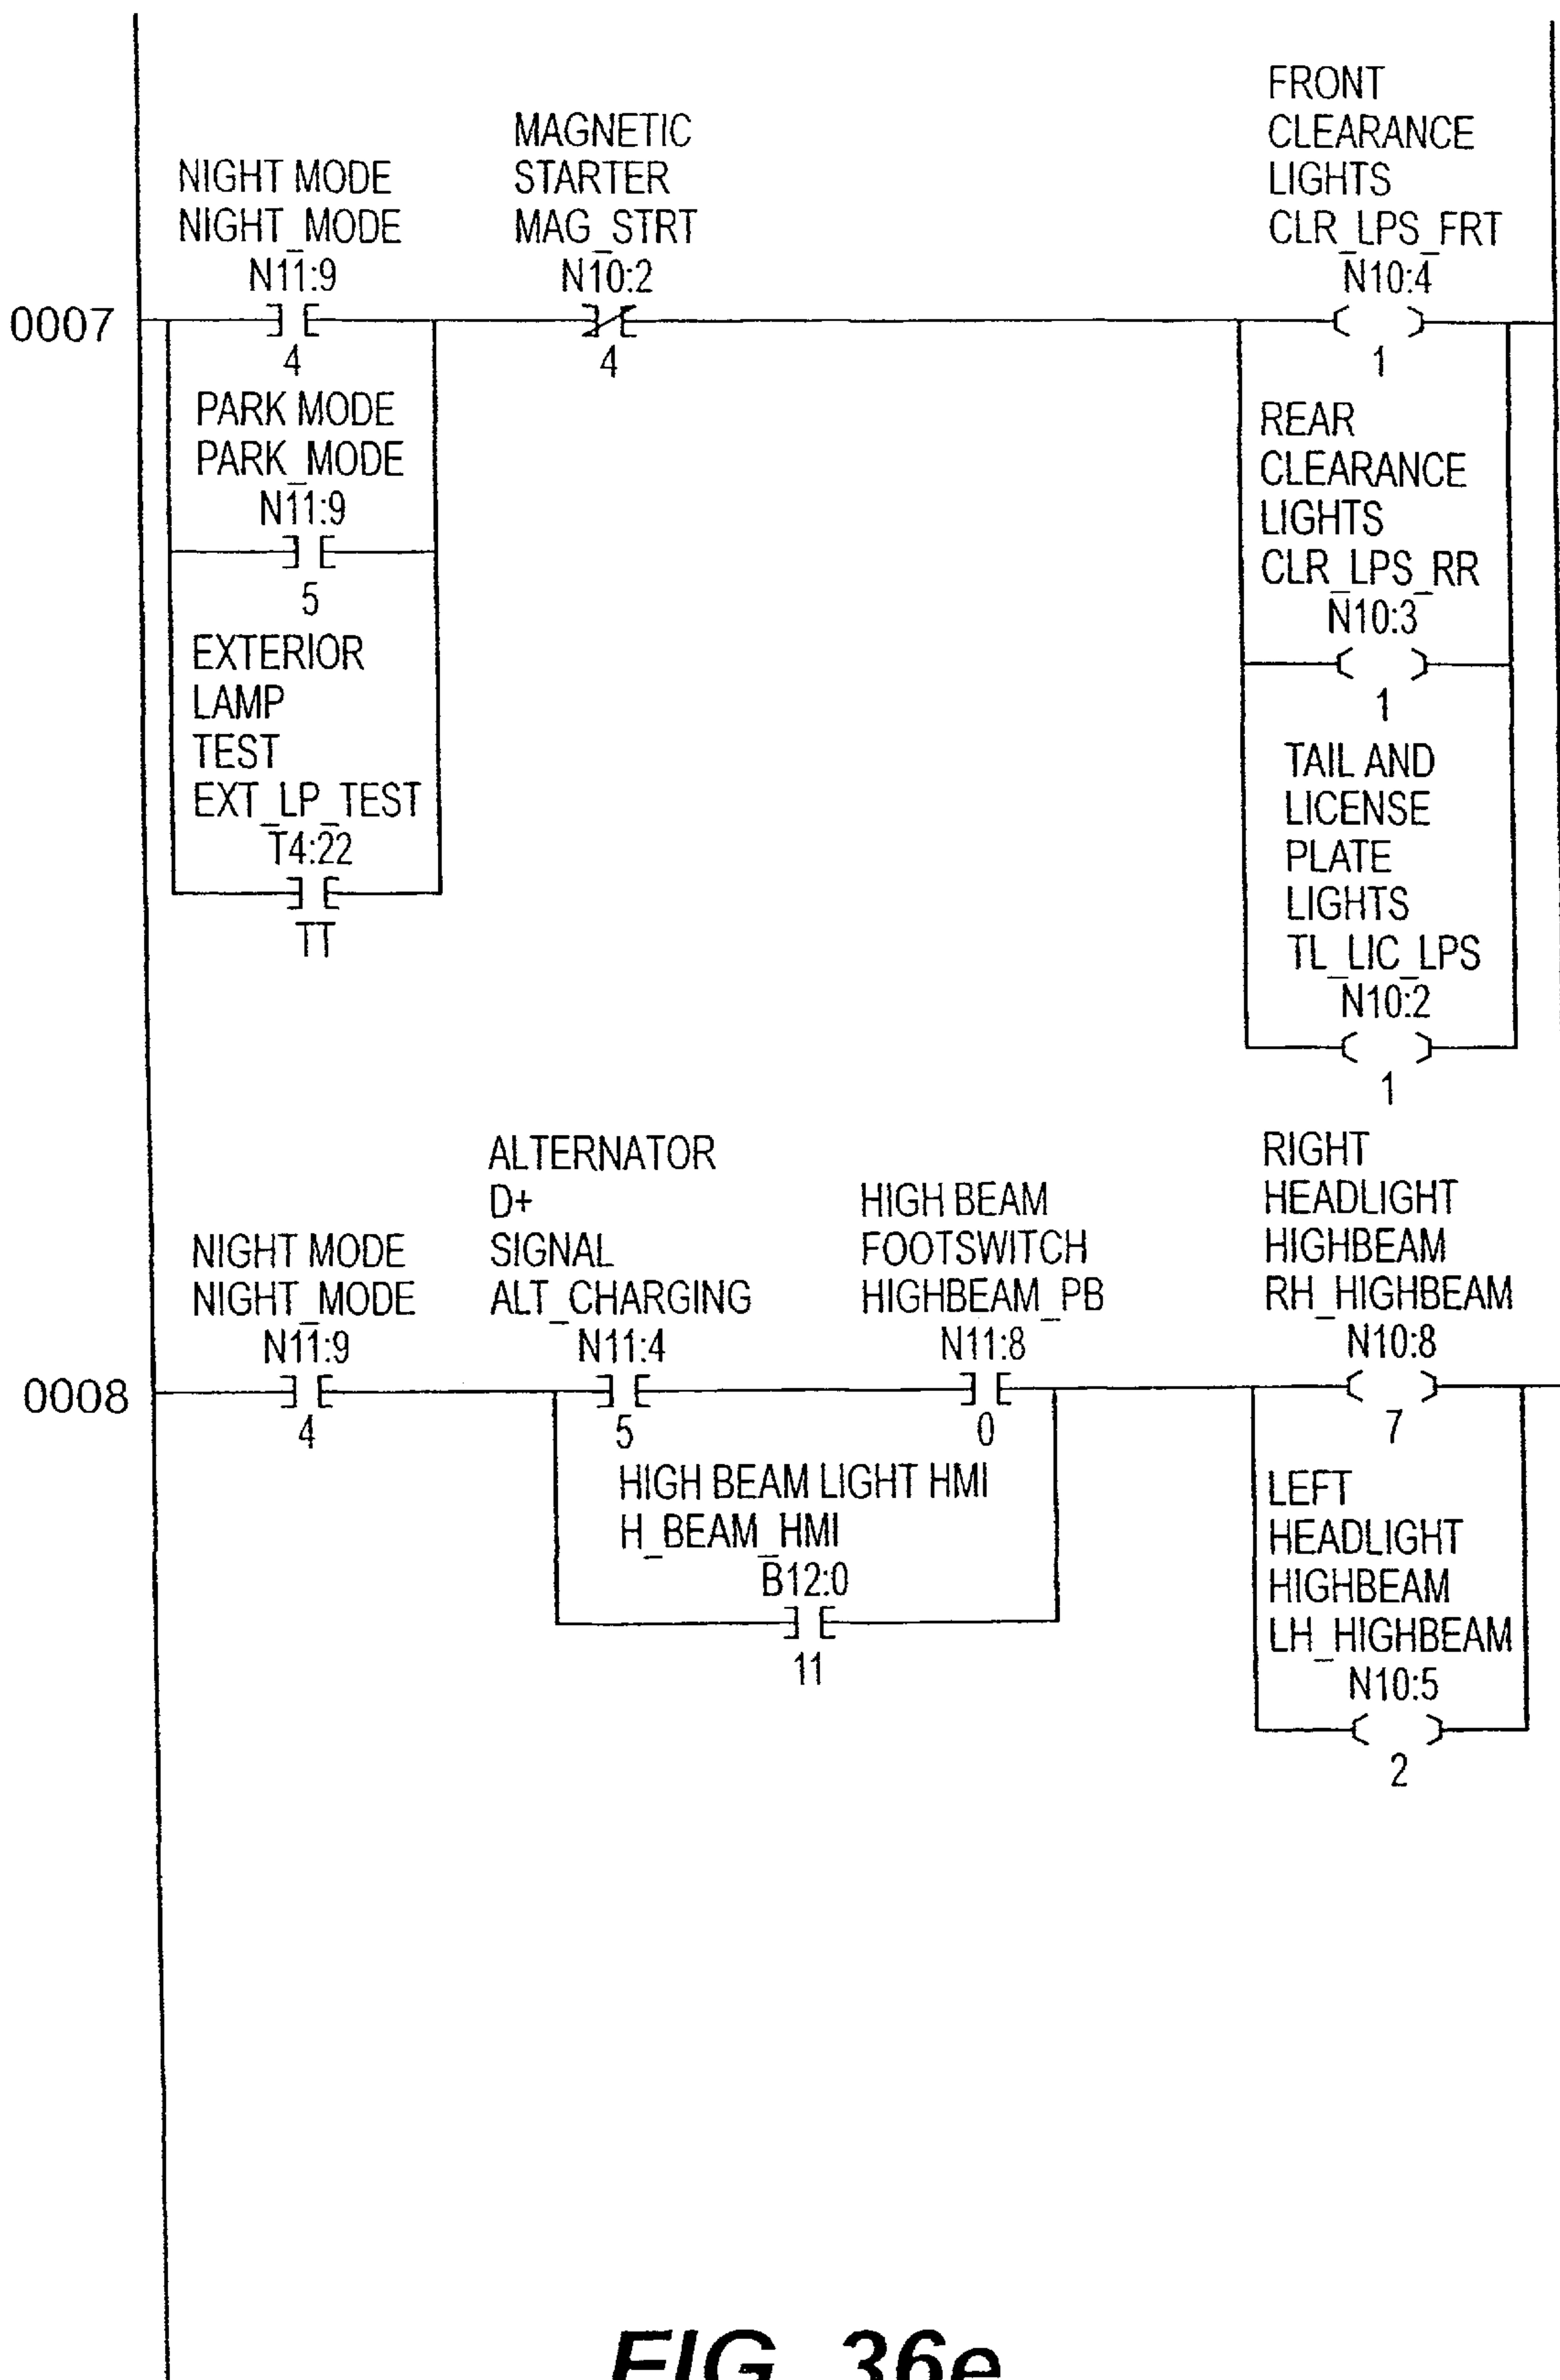 0007
NIGHT MODE
NIGHT_MODE
N11:9
4
PARK MODE
PARK_MODE
N11:9
5
EXTERIOR
LAMP
TEST
EXT_LP_TEST
T4:22
TT
MAGNETIC
STARTER
MAG_STRT
N10:2
4
FRONT
CLEARANCE
LIGHTS
CLR_LPS_FRT
N10:4
1
REAR
CLEARANCE
LIGHTS
CLR_LPS_RR
N10:3
1
TAIL AND
LICENSE
PLATE
LIGHTS
TL_LIC_LPS
N10:2
1
0008
NIGHT MODE
NIGHT_MODE
N11:9
4
ALTERNATOR
D+
SIGNAL
ALT_CHARGING
N11:4
5
HIGH BEAM
FOOTSWITCH
HIGHBEAM_PB
N11:8
0
HIGH BEAM LIGHT HMI
H_BEAM_HMI
B12:0
11
RIGHT
HEADLIGHT
HIGHBEAM
RH_HIGHBEAM
N10:8
7
LEFT
HEADLIGHT
HIGHBEAM
LH_HIGHBEAM
N10:5
2
FIG. 36e